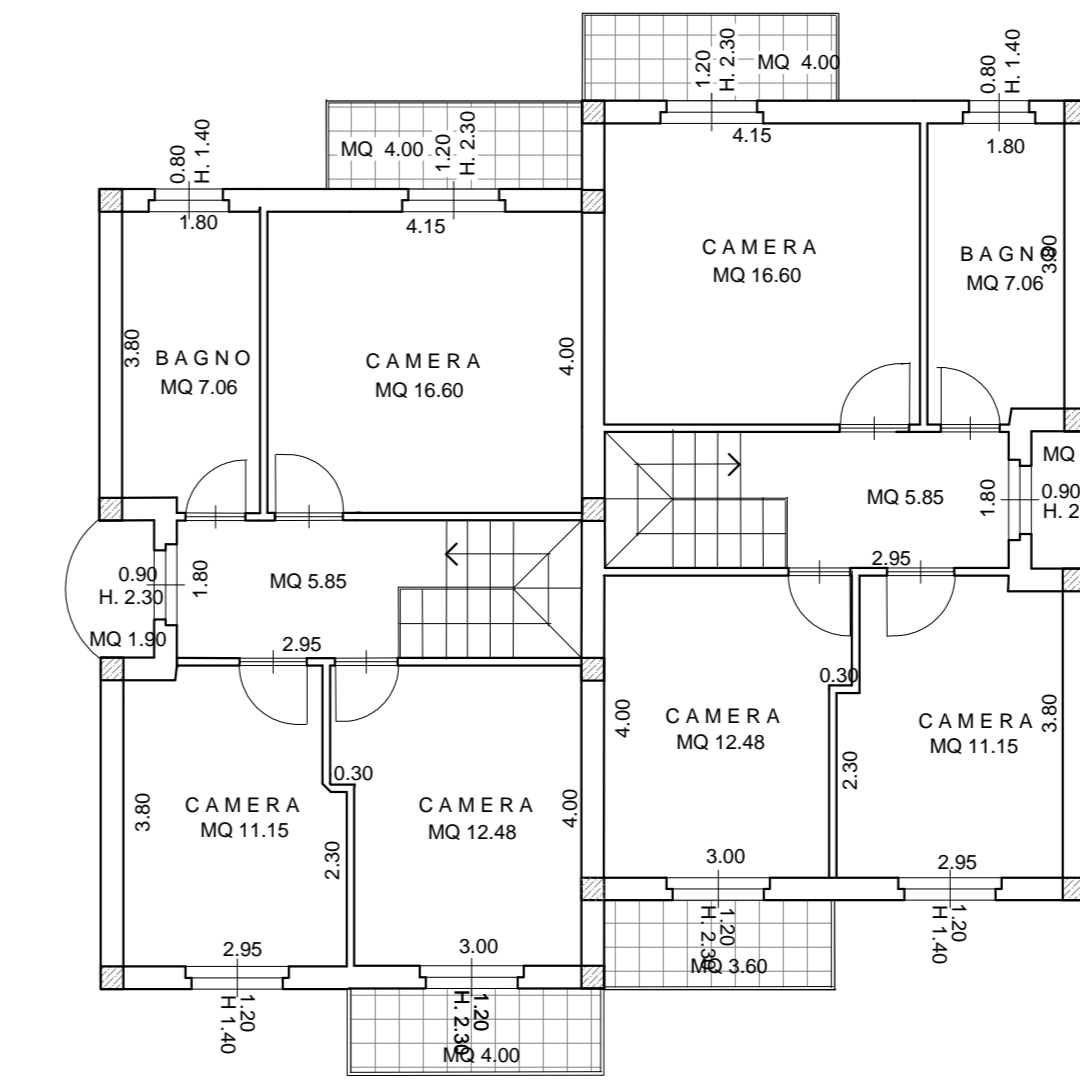 1.20
H. 2.30
MQ 4.00
0.80
H. 1.40
4.15
1.80
CAMERA
MQ 16.60
BAGNO
MQ 7.06
3.80
0.80
H. 1.40
MQ 4.00
1.20
H. 2.30
1.80
4.15
3.80
BAGNO
MQ 7.06
CAMERA
MQ 16.60
4.00
MQ 5.85
1.80
2.95
MQ
0.90
H. 2
0.90
H. 2.30
MQ 1.90
1.80
MQ 5.85
2.95
4.00
CAMERA
MQ 12.48
0.30
2.30
CAMERA
MQ 11.15
3.80
3.00
2.95
1.20
H. 2.30
MQ 3.60
1.20
H 1.40
3.80
CAMERA
MQ 11.15
0.30
2.30
CAMERA
MQ 12.48
4.00
2.95
3.00
1.20
H 1.40
1.20
H. 2.30
MQ 4.00